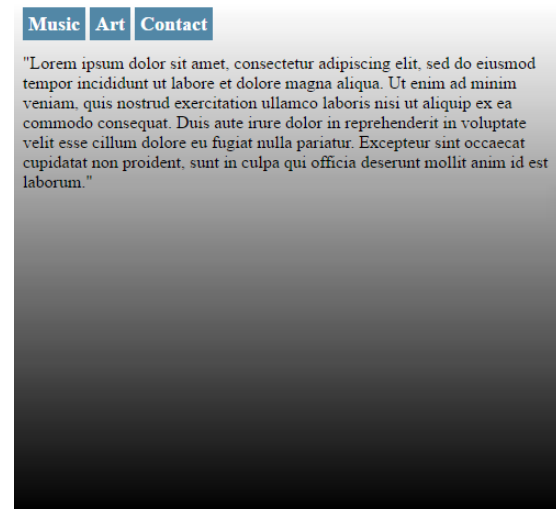 Music Art Contact
"Lorem ipsum dolor sit amet, consectetur adipiscing elit, sed do eiusmod
tempor incididunt ut labore et dolore magna aliqua. Ut enim ad minim
veniam, quis nostrud exercitation ullamco laboris nisi ut aliquip ex ea
commodo consequat. Duis aute irure dolor in reprehenderit in voluptate
velit esse cillum dolore eu fugiat nulla pariatur. Excepteur sint occaecat
cupidatat non proident, sunt in culpa qui officia deserunt mollit anim id est
laborum."